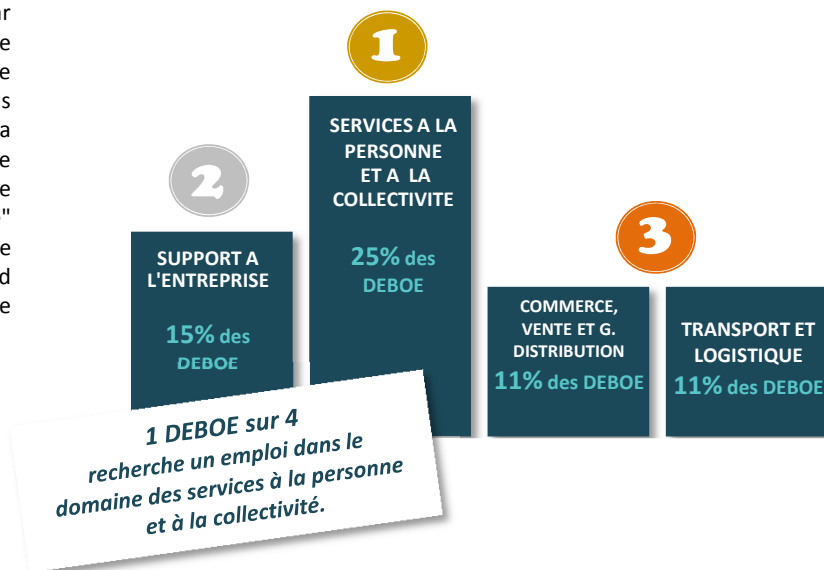 ar
e
e
s
a
e
e
"
e
d
e
1
SERVICES A LA
PERSONNE
ET A LA
COLLECTIVITE
25% des
DEBOE
2
SUPPORT A
L'ENTREPRISE
15% des
DEBOE
3
COMMERCE,
VENTE ET G.
DISTRIBUTION
11% des DEBOE
TRANSPORT ET
LOGISTIQUE
11% des DEBOE
1 DEBOE sur 4
recherche un emploi dans le
domaine des services à la personne
et à la collectivité.